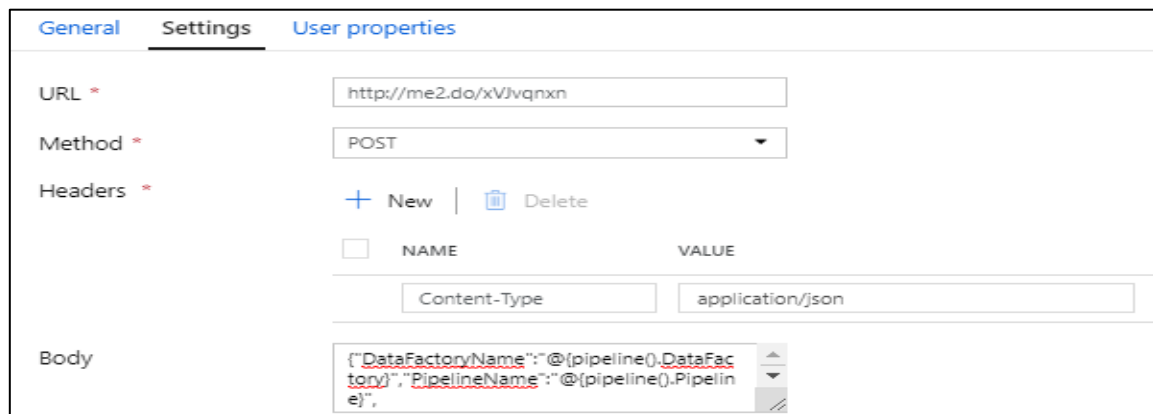 General Settings User properties
URL *
http://me2.do/xVJvqnxn
Method *
POST
Headers *
+ New | Delete
NAME VALUE
Content-Type application/json
Body
{"DataFactoryName":"@{pipeline().DataFac
tory}","PipelineName":"@{pipeline().Pipelin
e}",